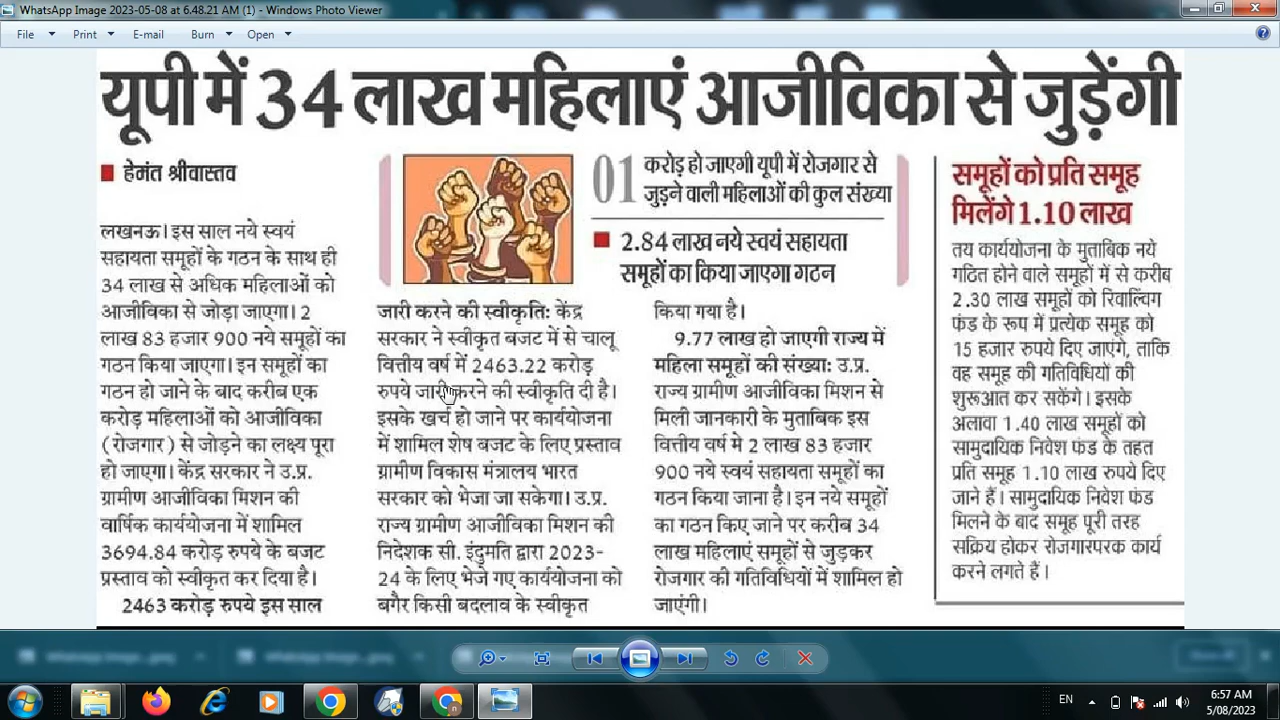 WhatsApp Image 2023-05-08 at 6.48.21 AM (1) - Windows Photo Viewer
File Print E-mail Burn Open
यूपी में 34 लाख महिलाएं आजीविका से जुड़ेंगी
हेमंत श्रीवास्तव
लखनऊ। इस साल नये स्वयं
सहायता समूहों के गठन के साथ ही
34 लाख से अधिक महिलाओं को
आजीविका से जोड़ा जाएगा। 2
लाख 83 हजार 900 नये समूहों का
गठन किया जाएगा। इन समूहों का
गठन हो जाने के बाद करीब एक
करोड़ महिलाओं को आजीविका
(रोजगार) से जोड़ने का लक्ष्य पूरा
हो जाएगा। केंद्र सरकार ने उ.प्र.
ग्रामीण आजीविका मिशन की
वार्षिक कार्ययोजना में शामिल
3694.84 करोड़ रुपये के बजट
प्रस्ताव को स्वीकृत कर दिया है।
2463 करोड़ रुपये इस साल
जारी करने की स्वीकृति: केंद्र
सरकार ने स्वीकृत बजट में से चालू
वित्तीय वर्ष में 2463.22 करोड़
रुपये जारी करने की स्वीकृति दी है।
इसके खर्च हो जाने पर कार्ययोजना
में शामिल शेष बजट के लिए प्रस्ताव
ग्रामीण विकास मंत्रालय भारत
सरकार को भेजा जा सकेगा। उ.प्र.
राज्य ग्रामीण आजीविका मिशन की
निदेशक सी. इंदुमति द्वारा 2023-
24 के लिए भेजे गए कार्ययोजना को
बगैर किसी बदलाव के स्वीकृत
01 करोड़ हो जाएगी यूपी में रोजगार से
जुड़ने वाली महिलाओं की कुल संख्या
2.84 लाख नये स्वयं सहायता
समूहों का किया जाएगा गठन
किया गया है।
9.77 लाख हो जाएगी राज्य में
महिला समूहों की संख्या: उ.प्र.
राज्य ग्रामीण आजीविका मिशन से
मिली जानकारी के मुताबिक इस
वित्तीय वर्ष मे 2 लाख 83 हजार
900 नये स्वयं सहायता समूहों का
गठन किया जाना है। इन नये समूहों
का गठन किए जाने पर करीब 34
लाख महिलाएं समूहों से जुड़कर
रोजगार की गतिविधियों में शामिल हो
जाएंगी।
समूहों को प्रति समूह
मिलेंगे 1.10 लाख
तय कार्ययोजना के मुताबिक नये
गठित होने वाले समूहों में से करीब
2.30 लाख समूहों को रिवाल्विंग
फंड के रूप में प्रत्येक समूह को
15 हजार रुपये दिए जाएंगे, ताकि
वह समूह की गतिविधियों की
शुरूआत कर सकेंगे। इसके
अलावा 1.40 लाख समूहों को
सामुदायिक निवेश फंड के तहत
प्रति समूह 1.10 लाख रुपये दिए
जाने हैं। सामुदायिक निवेश फंड
मिलने के बाद समूह पूरी तरह
सक्रिय होकर रोजगारपरक कार्य
करने लगते हैं।
EN
6:57 AM
5/08/2023